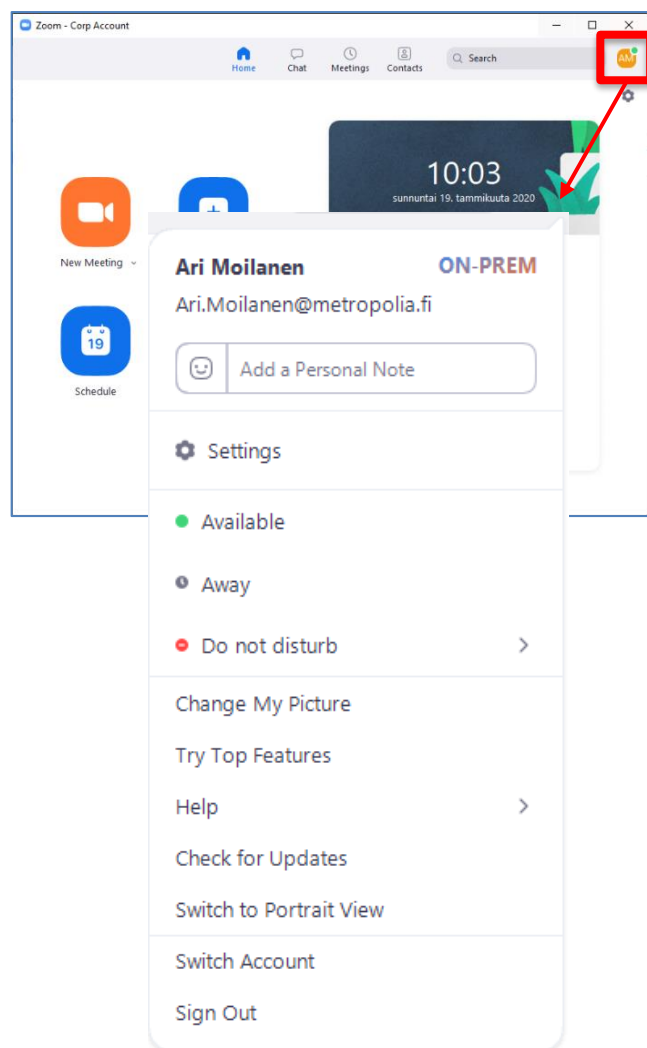 Zoom - Corp Account
Home
Chat
Meetings
Contacts
Search
AM
10:03
sunnuntai 19. tammikuuta 2020
New Meeting
19
Schedule
Ari Moilanen
ON-PREM
Ari.Moilanen@metropolia.fi
Add a Personal Note
Settings
Available
Away
Do not disturb
Change My Picture
Try Top Features
Help
Check for Updates
Switch to Portrait View
Switch Account
Sign Out